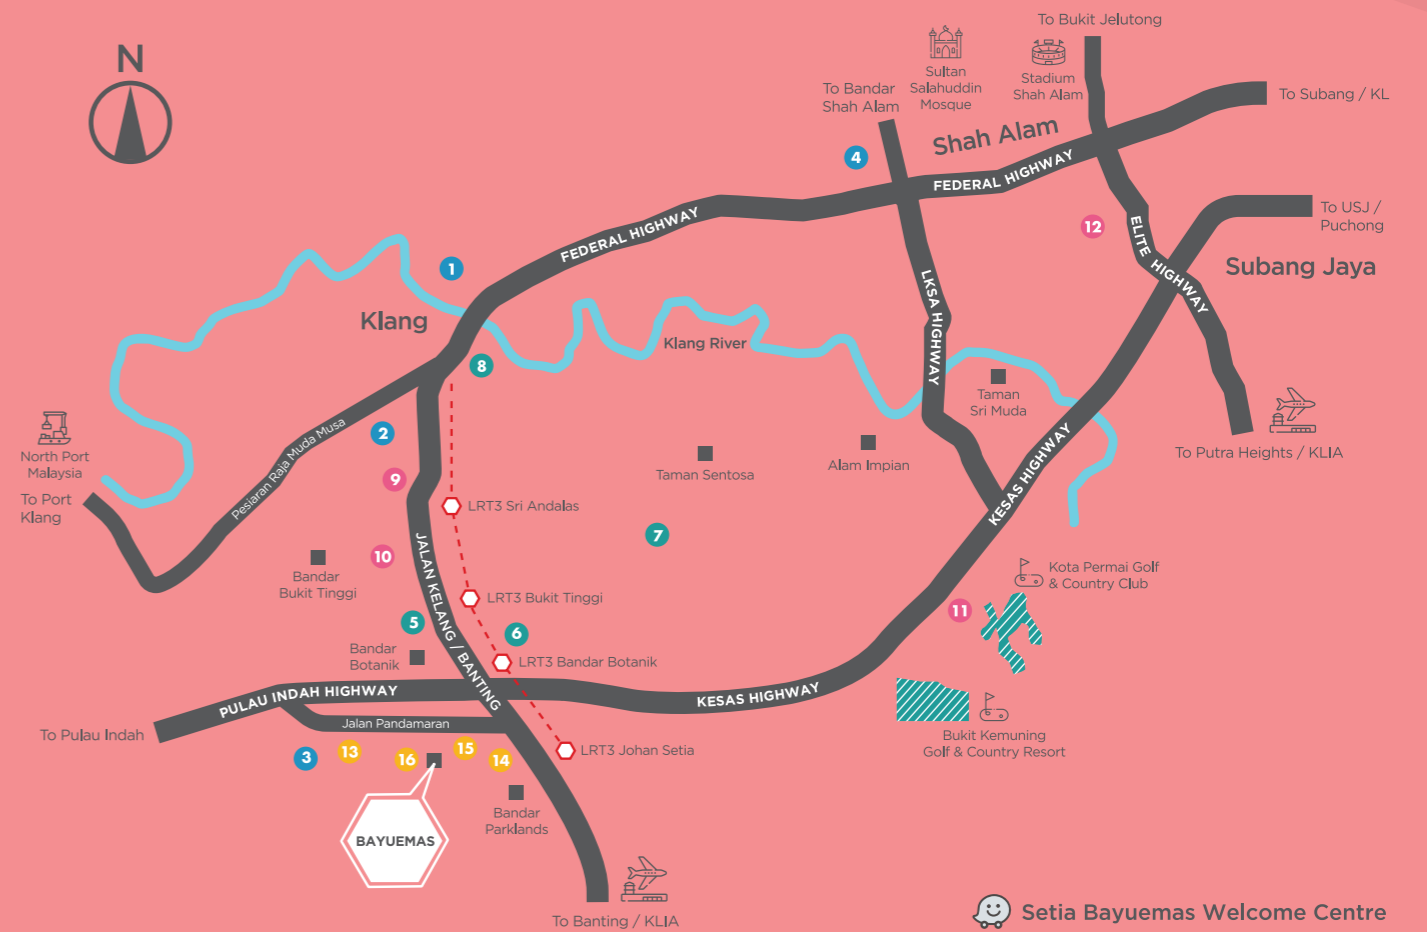 N
To Bukit Jelutong
Sultan
Salahuddin
Mosque
Stadium
Shah Alam
To Bandar
Shah Alam
To Subang / KL
Shah Alam
4
FEDERAL HIGHWAY
FEDERAL HIGHWAY
12
ELITE HIGHWAY
To USJ /
Puchong
Subang Jaya
1
Klang
LKSA HIGHWAY
Klang River
8
Taman
Sri Muda
2
Pesiaran Raja Muda Musa
North Port
Malaysia
To Port
Klang
9
Taman Sentosa
Alam Impian
To Putra Heights / KLIA
KESAS HIGHWAY
LRT3 Sri Andalas
7
10
Bandar
Bukit Tinggi
JALAN KELANG / BANTING
LRT3 Bukit Tinggi
Kota Permai Golf
& Country Club
11
5
6
Bandar
Botanik
LRT3 Bandar Botanik
PULAU INDAH HIGHWAY
KESAS HIGHWAY
Jalan Pandamaran
To Pulau Indah
Bukit Kemuning
Golf & Country Resort
LRT3 Johan Setia
3
13
16
15
14
Bandar
Parklands
BAYUEMAS
To Banting / KLIA
Setia Bayuemas Welcome Centre